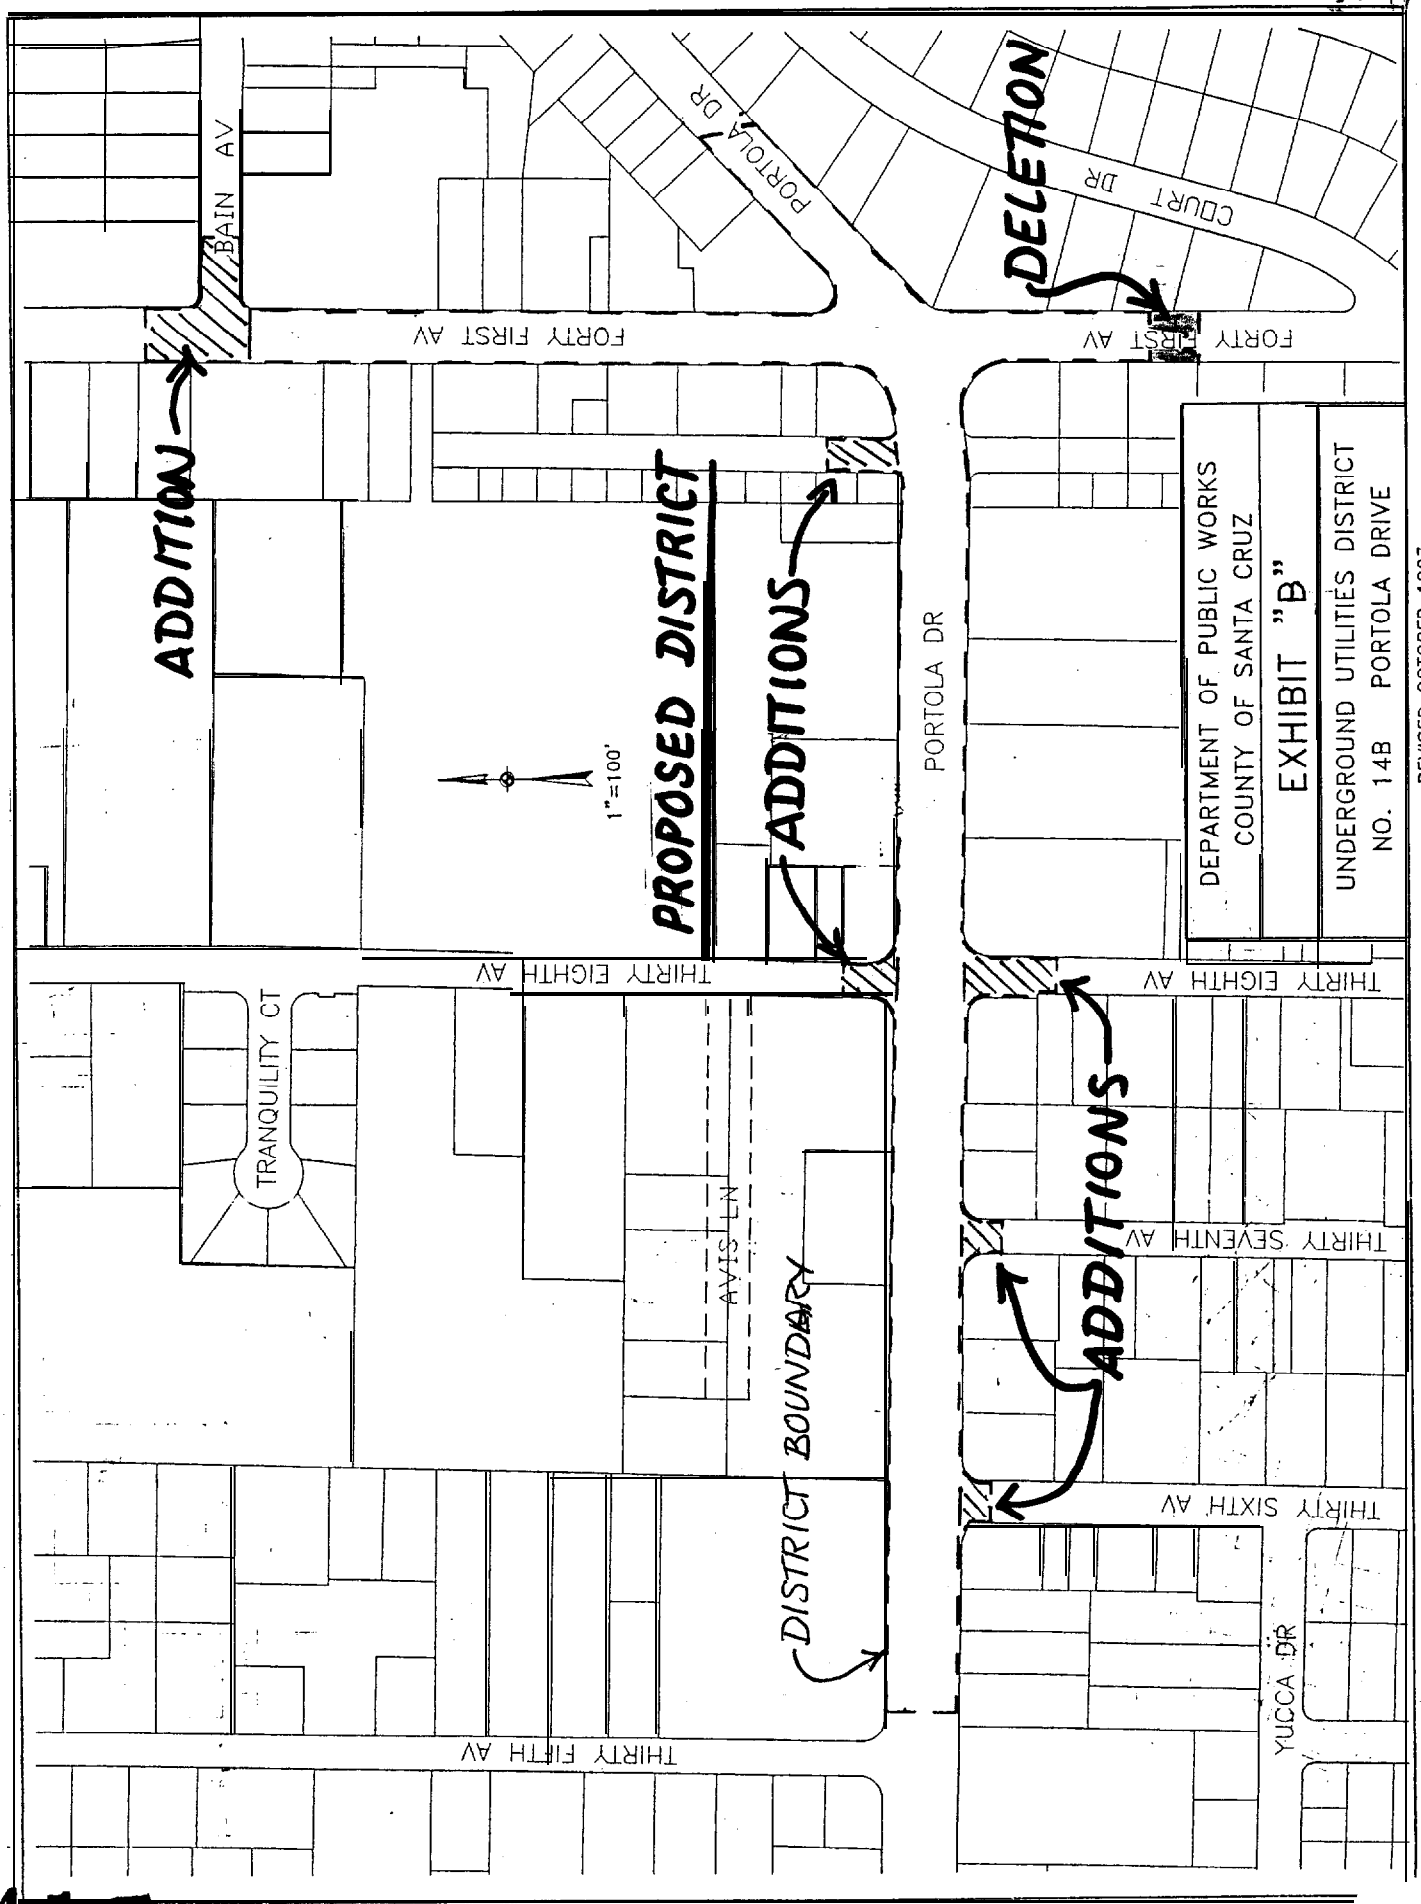 BAIN AV
PORTOLA DR
PORTOLA DR
COURT DR
DELETION
FORTY FIRST AV
FORTY FIRST AV
ADDITION
PROPOSED DISTRICT
ADDITIONS
1"=100'
PORTOLA DR
THIRTY EIGHTH AV
THIRTY EIGHTH AV
TRANQUILITY CT
AVIS LN
DISTRICT BOUNDARY
ADDITIONS
THIRTY SEVENTH AV
THIRTY SIXTH AV
THIRTY FIFTH AV
YUCCA DR
DEPARTMENT OF PUBLIC WORKS
COUNTY OF SANTA CRUZ
EXHIBIT "B"
UNDERGROUND UTILITIES DISTRICT
NO. 14B PORTOLA DRIVE